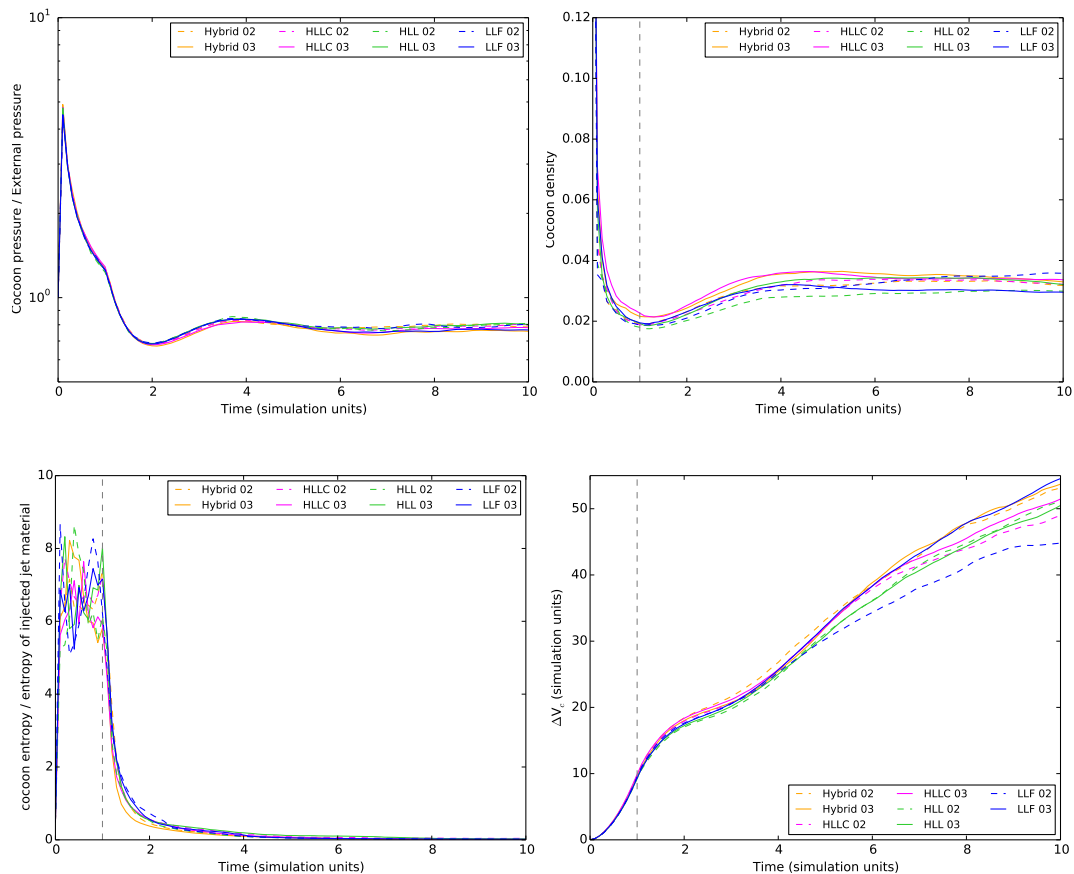 10^1
10^0
Cocoon pressure / External pressure
Hybrid 02 HLLC 02 HLL 02 LLF 02
Hybrid 03 HLLC 03 HLL 03 LLF 03
0 2 4 6 8 10
Time (simulation units)
0.12
0.10
0.08
0.06
0.04
0.02
0.00
Cocoon density
Hybrid 02 HLLC 02 HLL 02 LLF 02
Hybrid 03 HLLC 03 HLL 03 LLF 03
0 2 4 6 8 10
Time (simulation units)
10
8
6
4
2
0
cocoon entropy / entropy of injected jet material
Hybrid 02 HLLC 02 HLL 02 LLF 02
Hybrid 03 HLLC 03 HLL 03 LLF 03
0 2 4 6 8 10
Time (simulation units)
50
40
30
20
10
0
ΔV_c (simulation units)
Hybrid 02 HLLC 03 LLF 02
Hybrid 03 HLL 02 LLF 03
HLLC 02 HLL 03
0 2 4 6 8 10
Time (simulation units)